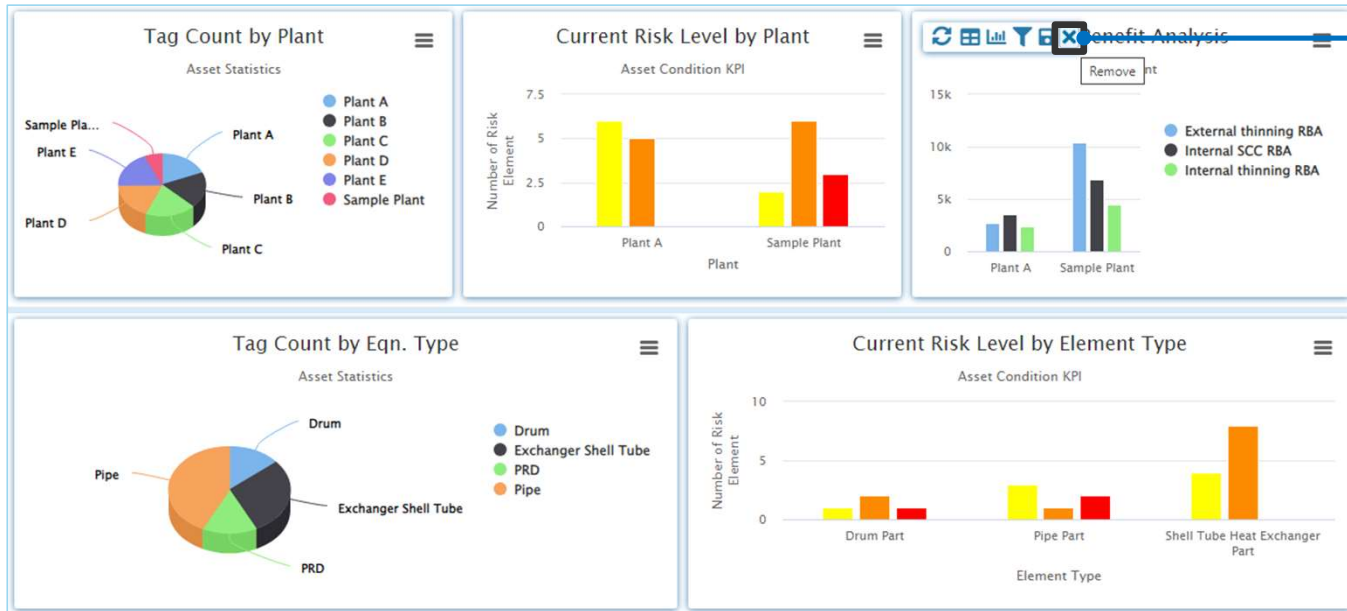 Tag Count by Plant
Asset Statistics
Plant A
Plant B
Plant C
Plant D
Plant E
Sample Plant
Sample Pla...
Plant E
Plant D
Plant A
Plant B
Plant C
Current Risk Level by Plant
Asset Condition KPI
Number of Risk
Element
7.5
5
2.5
0
Plant A
Sample Plant
Plant
Benefit Analysis
Remove
nt
15k
10k
5k
0
Plant A
Sample Plant
External thinning RBA
Internal SCC RBA
Internal thinning RBA
Tag Count by Eqn. Type
Asset Statistics
Drum
Pipe
Exchanger Shell Tube
PRD
Drum
Exchanger Shell Tube
PRD
Pipe
Current Risk Level by Element Type
Asset Condition KPI
Number of Risk
Element
10
5
0
Drum Part
Pipe Part
Shell Tube Heat Exchanger
Part
Element Type